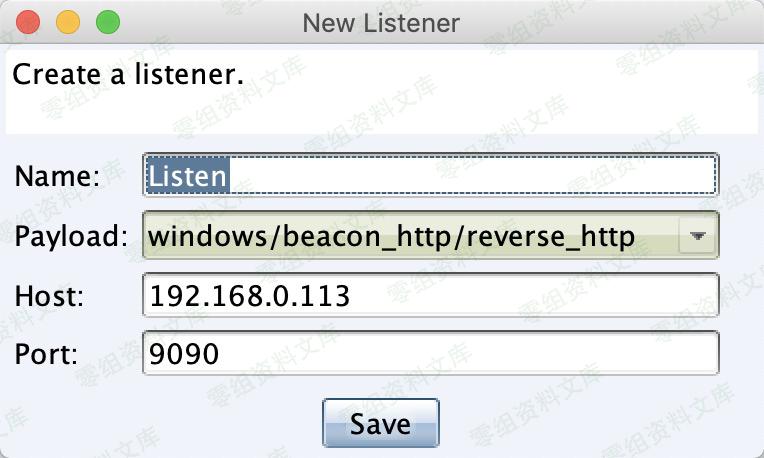 New Listener
Create a listener.
Name: Listen
Payload: windows/beacon_http/reverse_http
Host: 192.168.0.113
Port: 9090
Save
零组资料文库